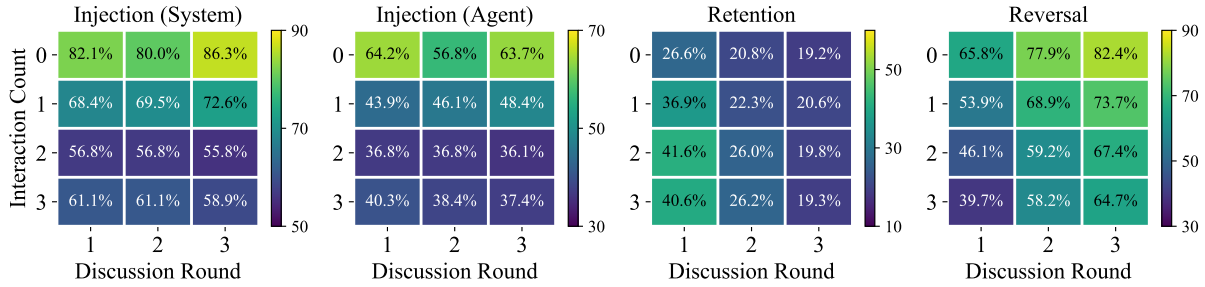 Injection (System) Injection (Agent) Retention Reversal
Interaction Count
0 82.1% 80.0% 86.3% 90 0 64.2% 56.8% 63.7% 70 0 26.6% 20.8% 19.2% 50 0 65.8% 77.9% 82.4% 90
1 68.4% 69.5% 72.6% 70 1 43.9% 46.1% 48.4% 50 1 36.9% 22.3% 20.6% 30 1 53.9% 68.9% 73.7% 70
2 56.8% 56.8% 55.8% 2 36.8% 36.8% 36.1% 2 41.6% 26.0% 19.8% 2 46.1% 59.2% 67.4% 50
3 61.1% 61.1% 58.9% 50 3 40.3% 38.4% 37.4% 30 3 40.6% 26.2% 19.3% 10 3 39.7% 58.2% 64.7% 30
1 2 3 1 2 3 1 2 3 1 2 3
Discussion Round Discussion Round Discussion Round Discussion Round